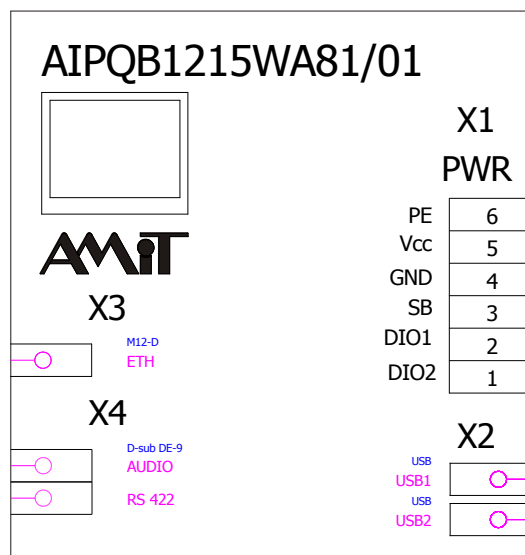 AIPQB1215WA81/01
X1
PWR
PE 6
Vcc 5
GND 4
SB 3
DIO1 2
DIO2 1
AMiT
X3
M12-D
ETH
X4
D-sub DE-9
AUDIO
RS 422
X2
USB
USB1
USB
USB2